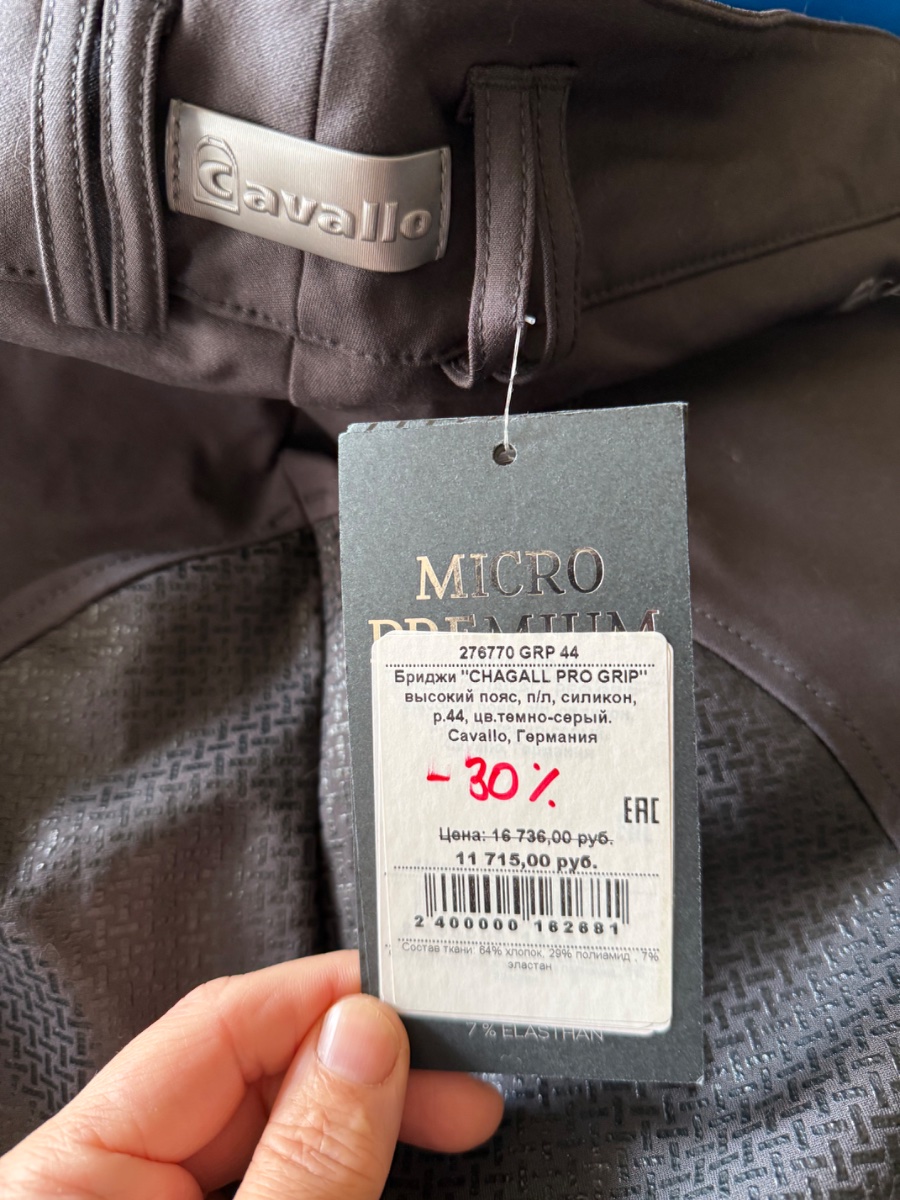 Cavallo
MICRO
PREMIUM
276770 GRP 44
Бриджи "CHAGALL PRO GRIP"
высокий пояс, п/л, силикон,
р.44, цв.темно-серый.
Cavallo, Германия
- 30 %
EAC
Цена: 16 736,00 руб.
11 715,00 руб.
2 400000 162681
Состав ткани: 64% хлопок, 29% полиамид , 7%
эластан
7 % ELASTHAN